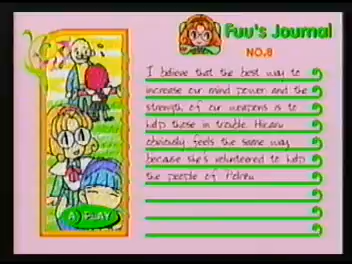 Fuu's Journal
NO.8
I believe that the best way to
increase our mind power and the
strength of our weapons is to
help those in trouble. Hikaru
obviously feels the same way
because she's volunteered to help
the people of
A) PLAY